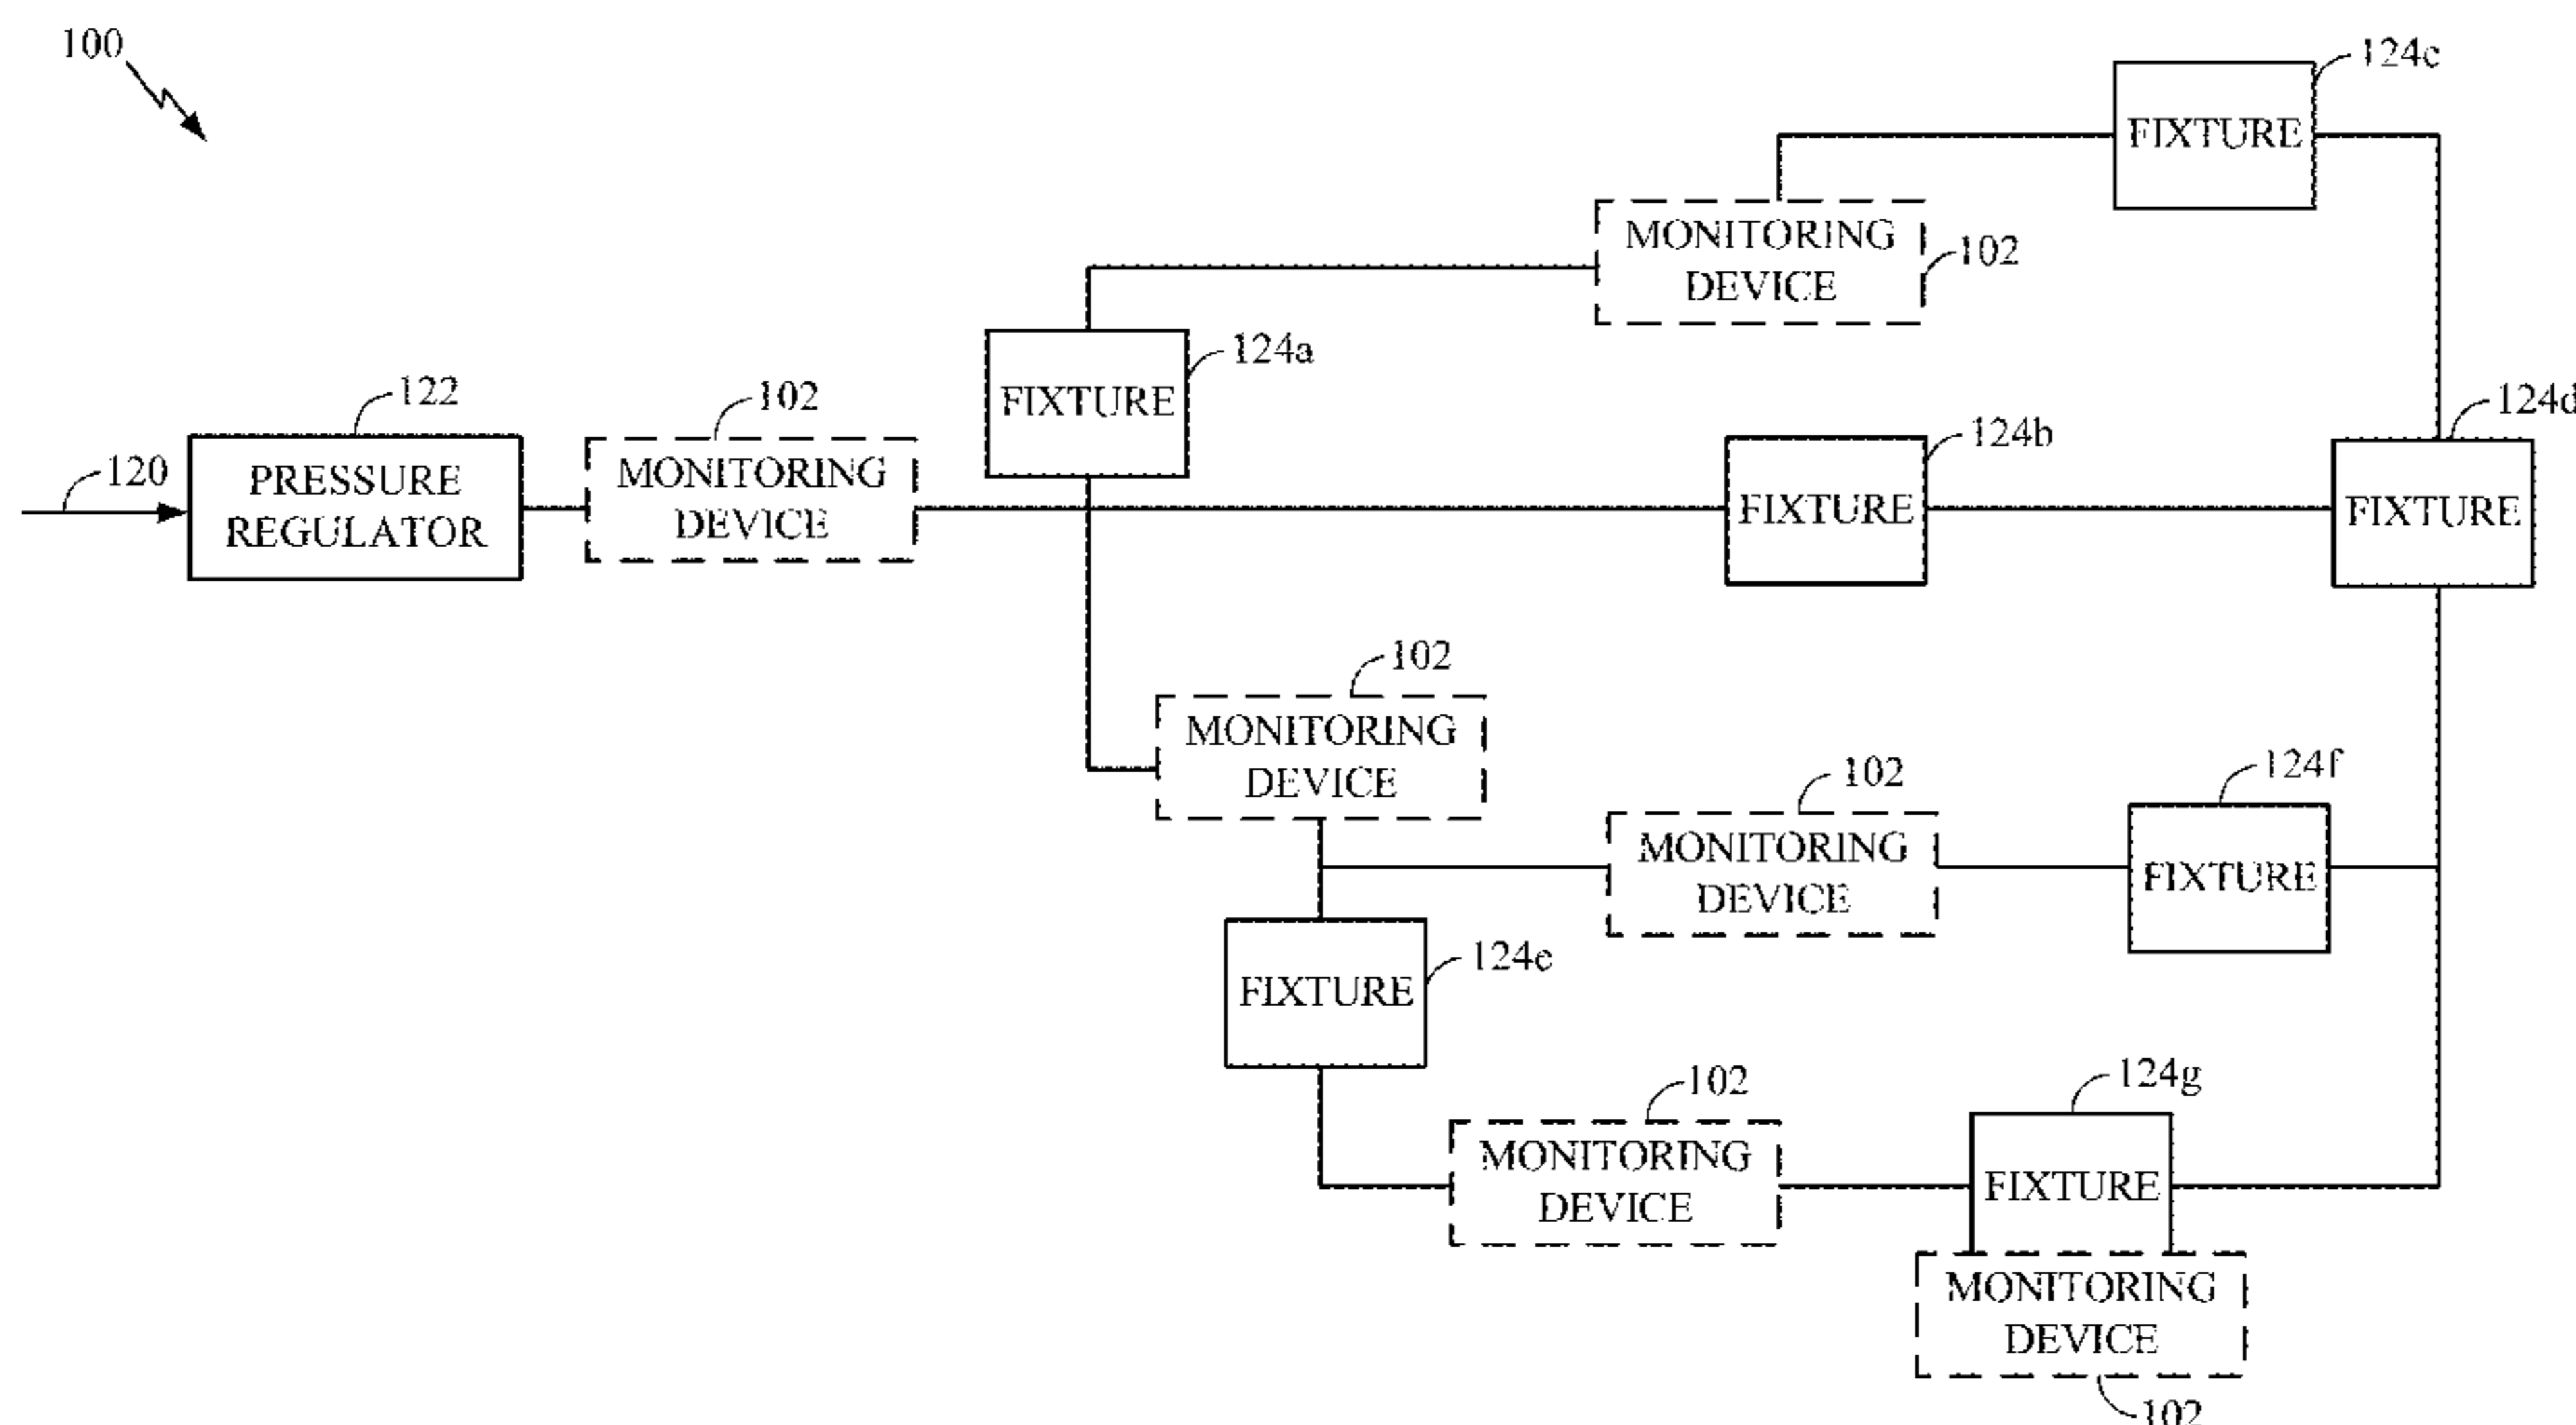 100
124c
FIXTURE
MONITORING
DEVICE
102
124a
FIXTURE
122
PRESSURE
REGULATOR
120
102
MONITORING
DEVICE
124b
FIXTURE
124d
FIXTURE
102
MONITORING
DEVICE
102
MONITORING
DEVICE
124f
FIXTURE
124e
FIXTURE
102
MONITORING
DEVICE
124g
FIXTURE
MONITORING
DEVICE
102